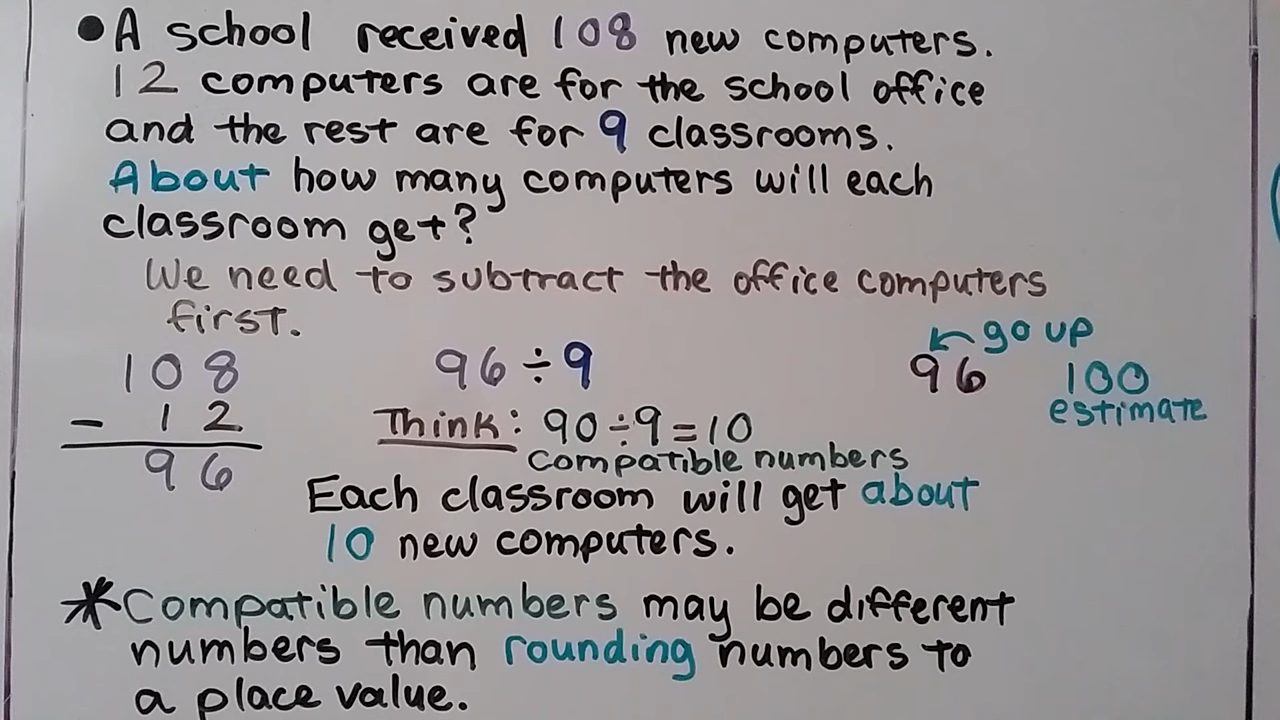 ● A school received 108 new computers.
12 computers are for the school office
and the rest are for 9 classrooms.
About how many computers will each
classroom get?
We need to subtract the office computers
first.
108
- 12
96
96 ÷ 9
Think: 90 ÷ 9 = 10
compatible numbers
go up
96 100
estimate
Each classroom will get about
10 new computers.
*Compatible numbers may be different
numbers than rounding numbers to
a place value.